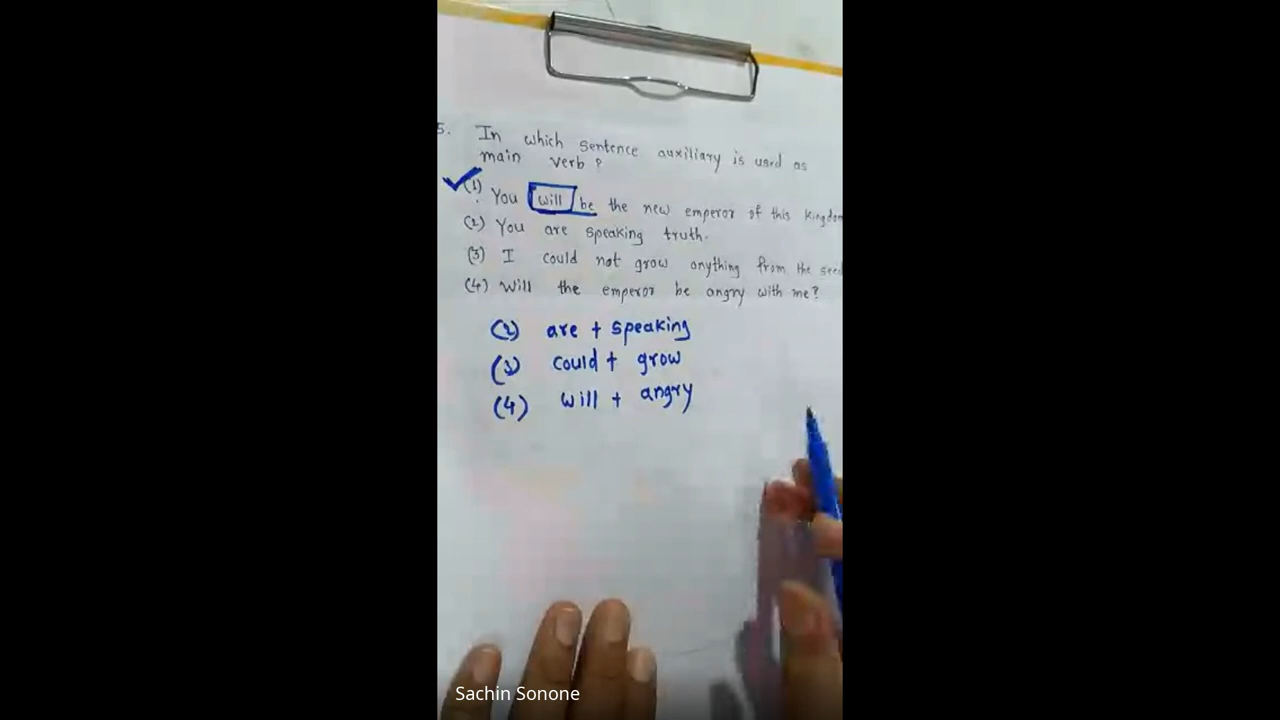 5. In which sentence auxiliary is used as
main verb?
(1) You will be the new emperor of this kingdom
(2) You are speaking truth.
(3) I could not grow anything from the seed
(4) Will the emperor be angry with me?
(2) are + speaking
(3) could + grow
(4) will + angry
Sachin Sonone